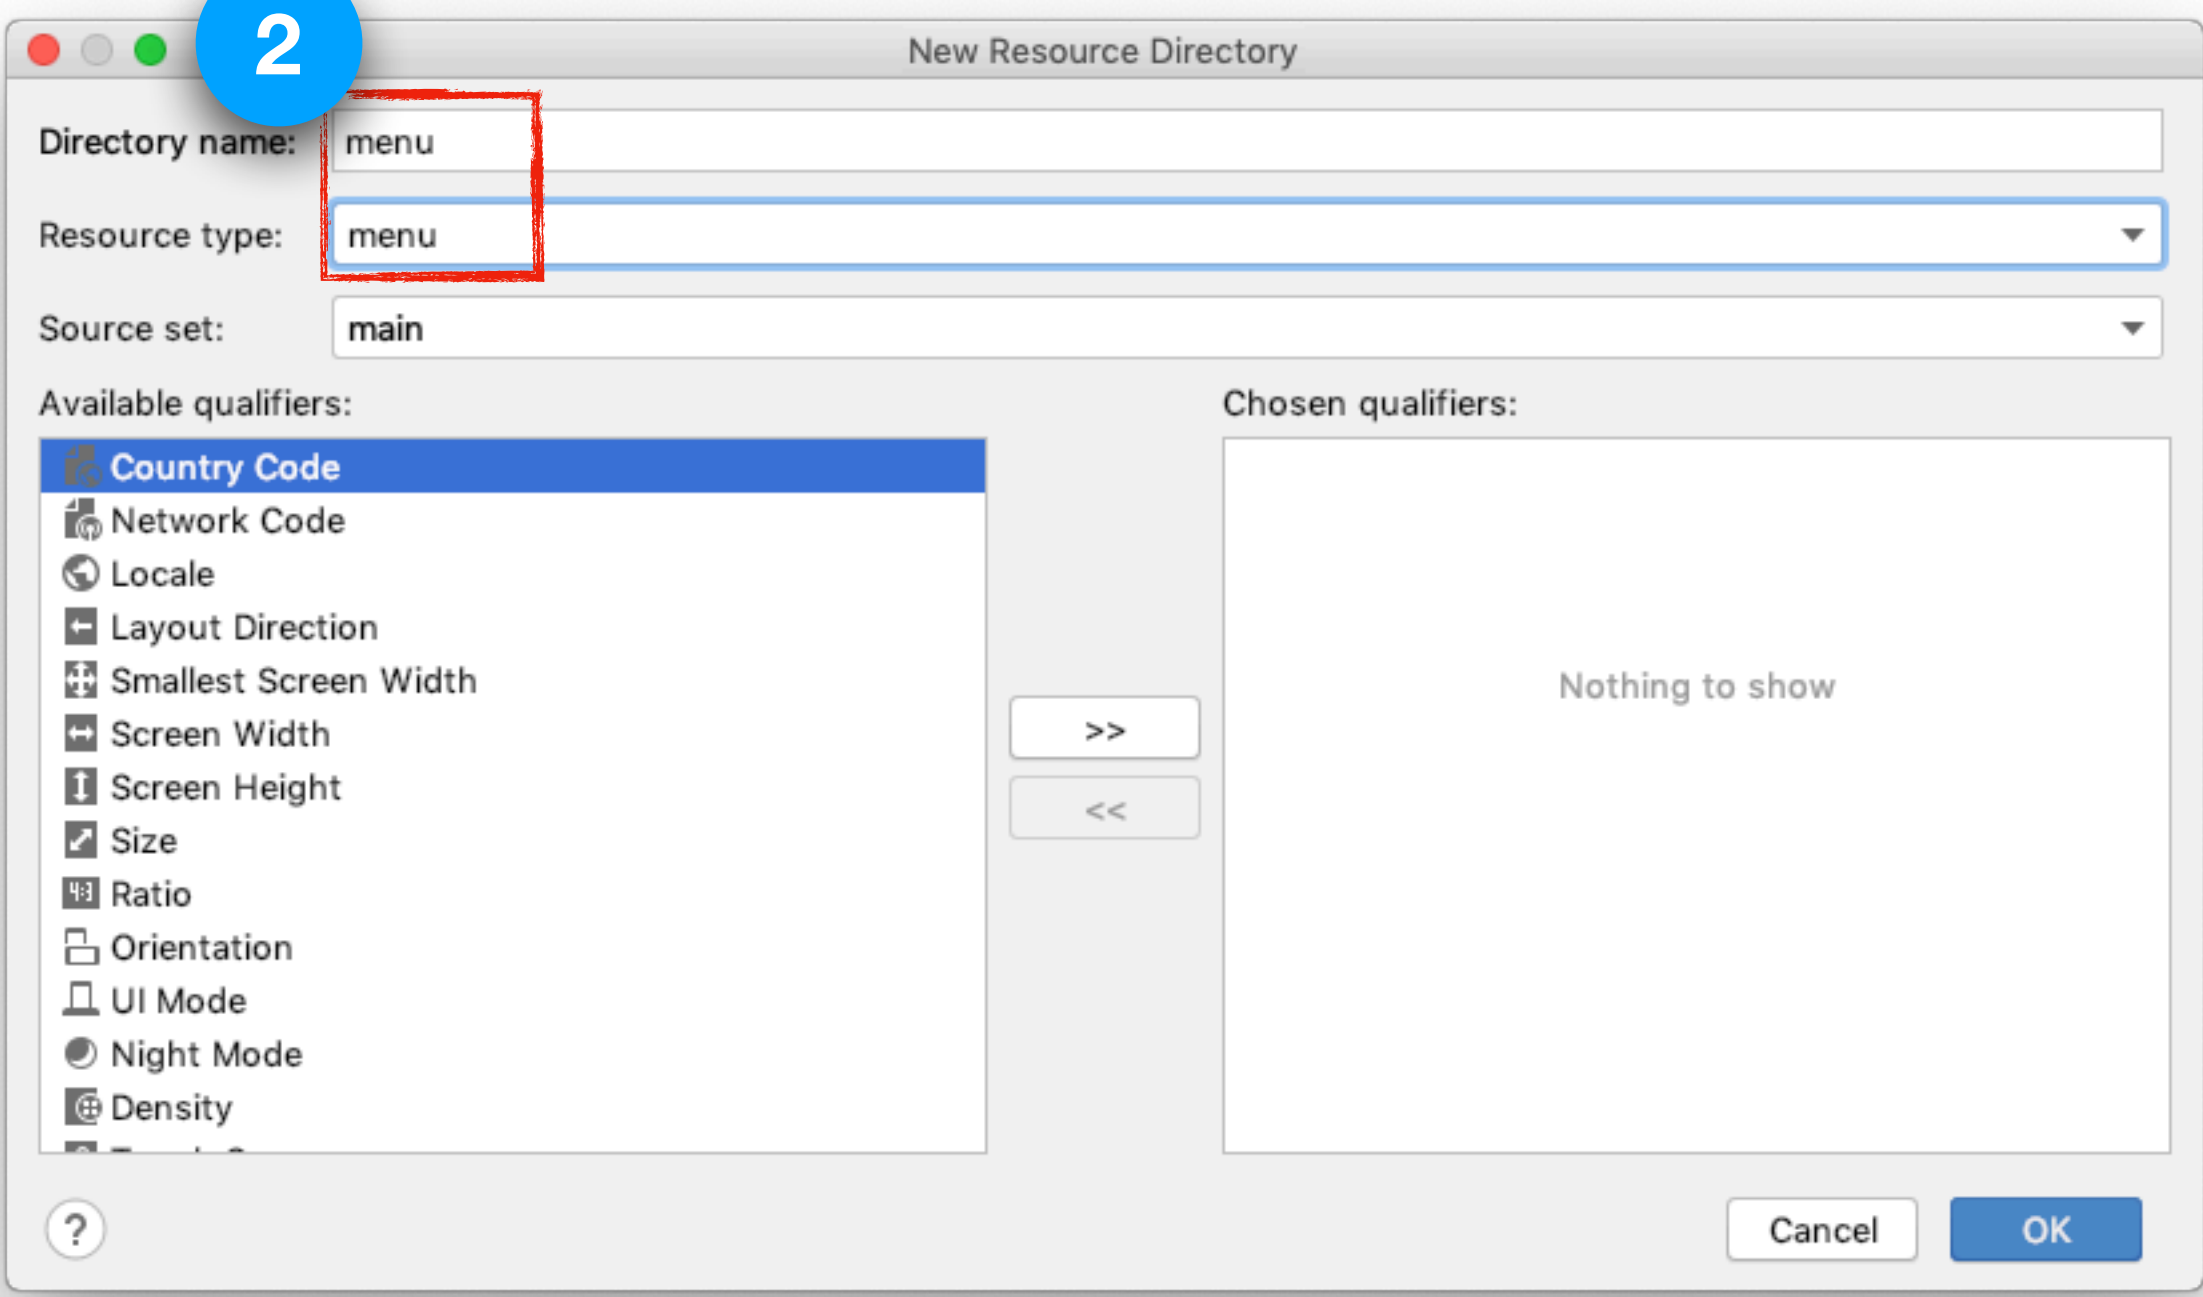 2
New Resource Directory
Directory name: menu
Resource type: menu
Source set: main
Available qualifiers:
Chosen qualifiers:
Country Code
Network Code
Locale
Layout Direction
Smallest Screen Width
Screen Width
Screen Height
Size
4:3 Ratio
Orientation
UI Mode
Night Mode
Density
>>
<<
Nothing to show
?
Cancel
OK